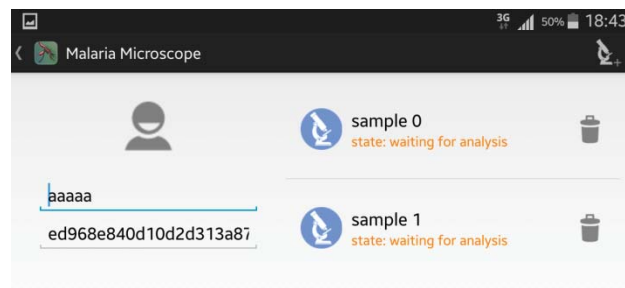 3G 50% 18:43
Malaria Microscope
aaaaa
ed968e840d10d2d313a87
sample 0
state: waiting for analysis
sample 1
state: waiting for analysis